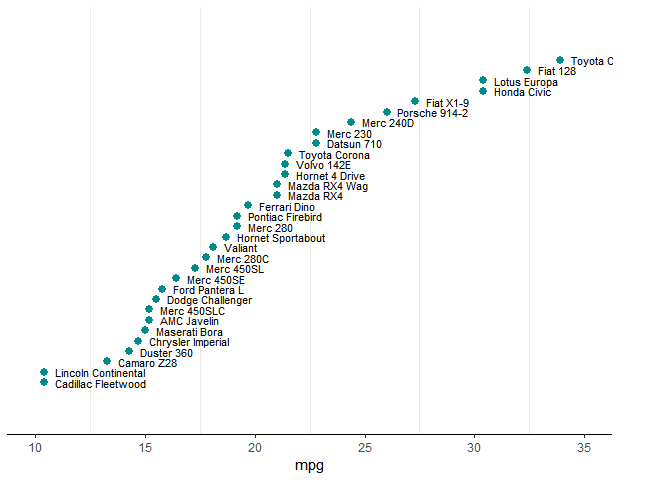 Toyota C
Fiat 128
Lotus Europa
Honda Civic
Fiat X1-9
Porsche 914-2
Merc 240D
Merc 230
Datsun 710
Toyota Corona
Volvo 142E
Hornet 4 Drive
Mazda RX4 Wag
Mazda RX4
Ferrari Dino
Pontiac Firebird
Merc 280
Hornet Sportabout
Valiant
Merc 280C
Merc 450SL
Merc 450SE
Ford Pantera L
Dodge Challenger
Merc 450SLC
AMC Javelin
Maserati Bora
Chrysler Imperial
Duster 360
Camaro Z28
Lincoln Continental
Cadillac Fleetwood
10 15 20 25 30 35
mpg